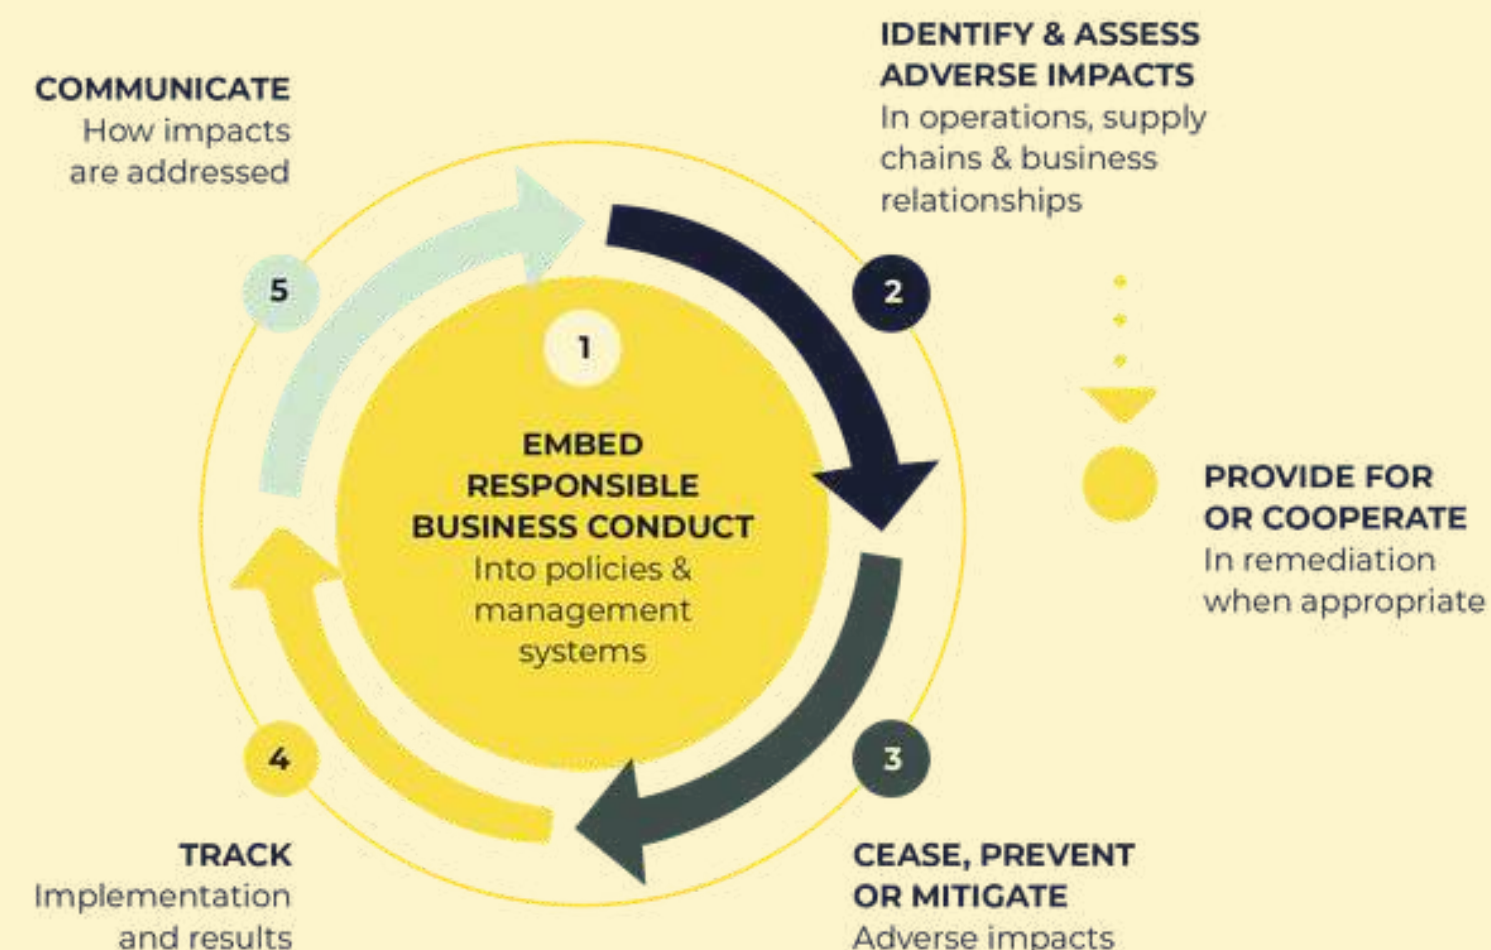 COMMUNICATE
How impacts
are addressed
5
IDENTIFY & ASSESS
ADVERSE IMPACTS
In operations, supply
chains & business
relationships
2
1
EMBED
RESPONSIBLE
BUSINESS CONDUCT
Into policies &
management
systems
PROVIDE FOR
OR COOPERATE
In remediation
when appropriate
4
TRACK
Implementation
and results
3
CEASE, PREVENT
OR MITIGATE
Adverse impacts